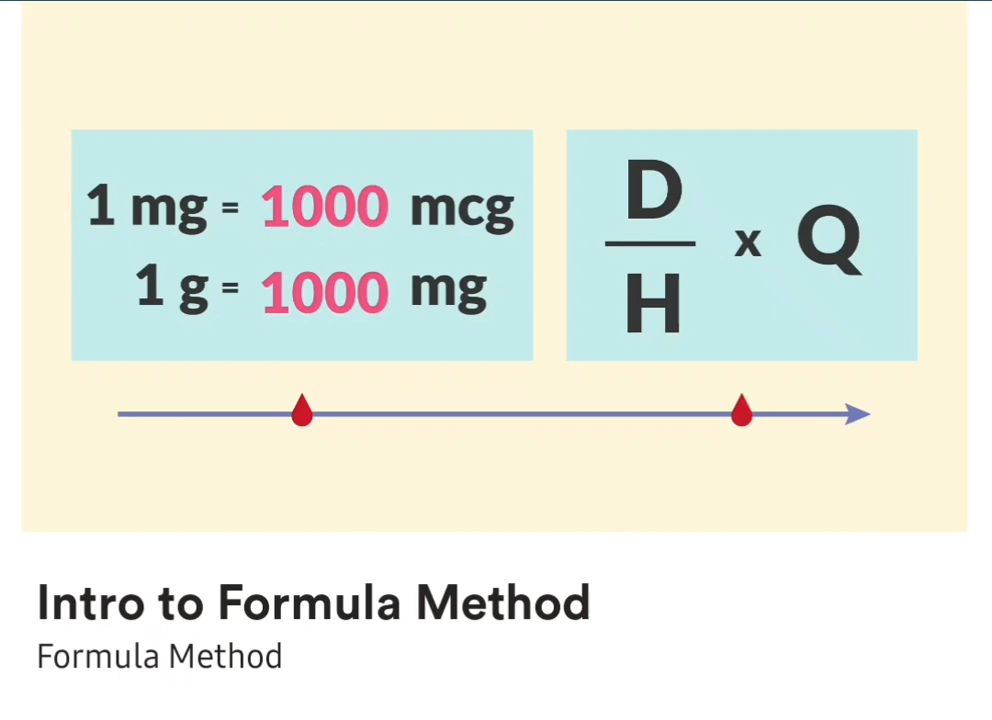 1 mg = 1000 mcg
1 g = 1000 mg
D
H
x Q
Intro to Formula Method
Formula Method